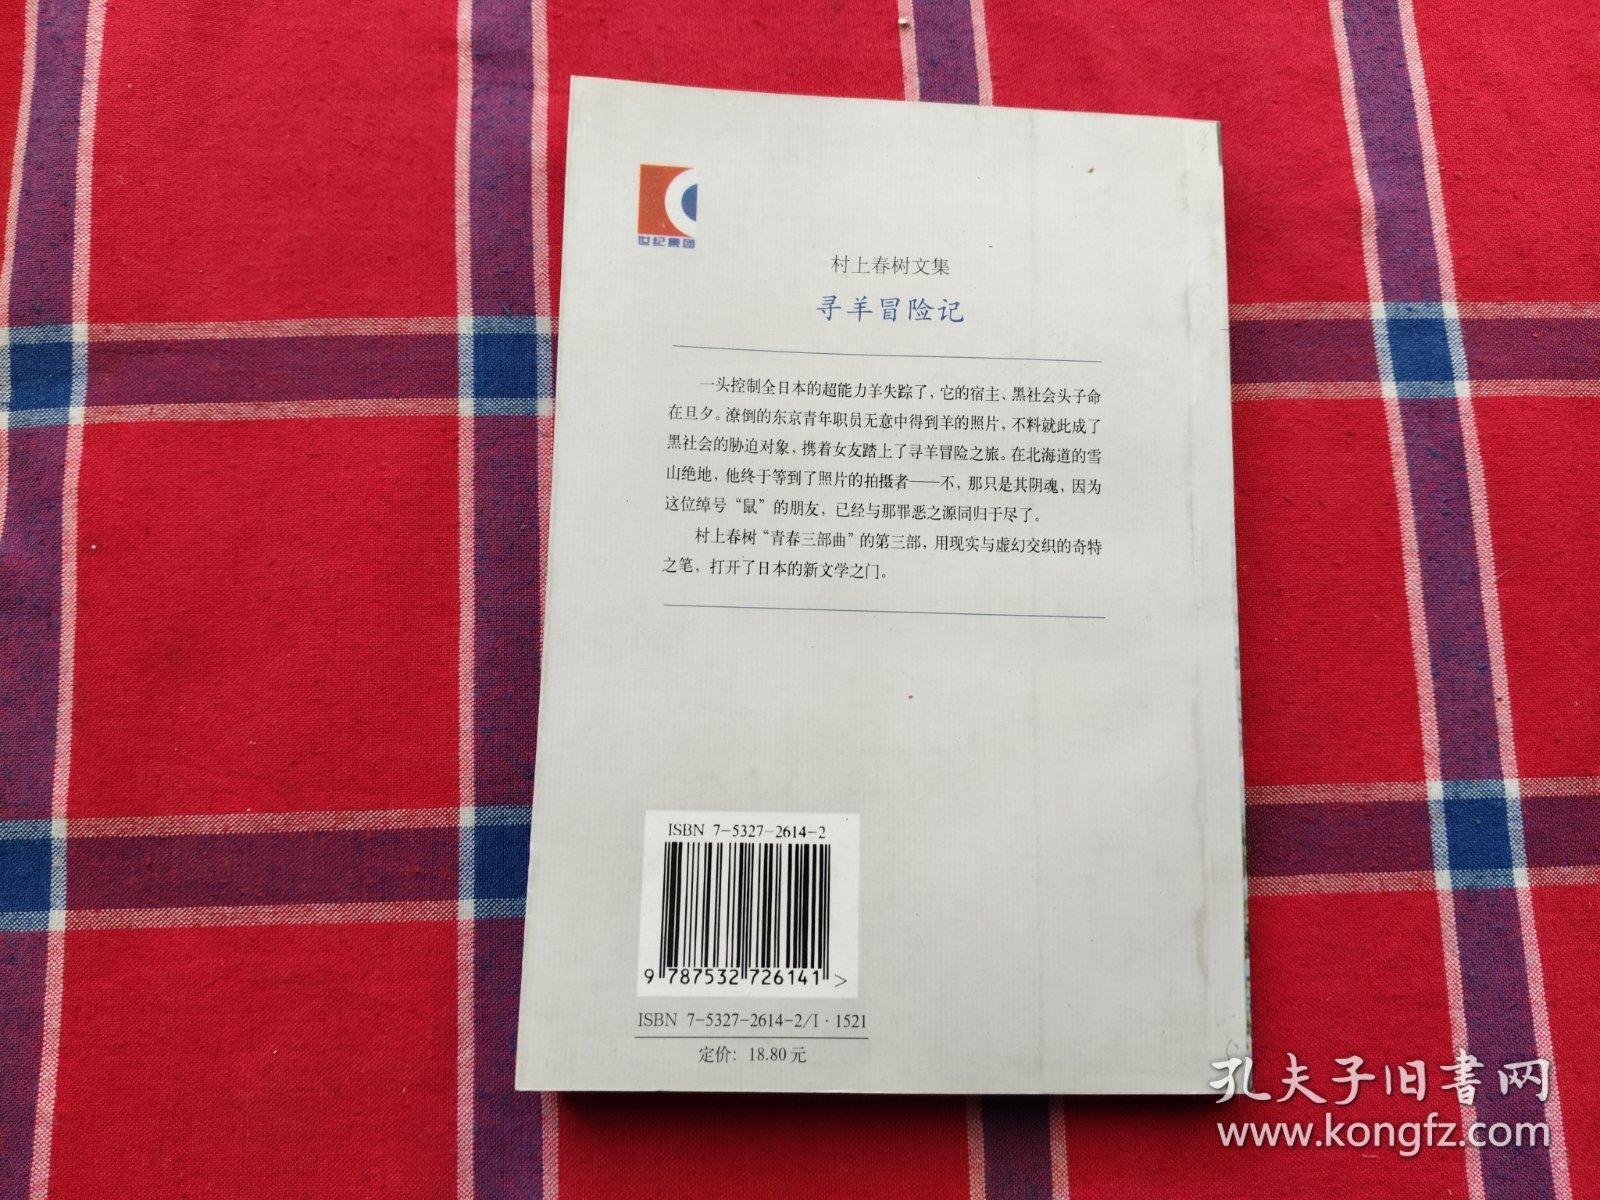 世纪集团
村上春树文集
寻羊冒险记
一头控制全日本的超能力羊失踪了，它的宿主、黑社会头子命
在旦夕。潦倒的东京青年职员无意中得到羊的照片，不料就此成了
黑社会的胁迫对象，携着女友踏上了寻羊冒险之旅。在北海道的雪
山绝地，他终于等到了照片的拍摄者——不，那只是其阴魂，因为
这位绰号“鼠”的朋友，已经与那罪恶之源同归于尽了。
村上春树“青春三部曲”的第三部，用现实与虚幻交织的奇特
之笔，打开了日本的新文学之门。
ISBN 7-5327-2614-2
9 787532 726141 >
ISBN 7-5327-2614-2/I·1521
定价：18.80元
孔夫子旧书网
www.kongfz.com